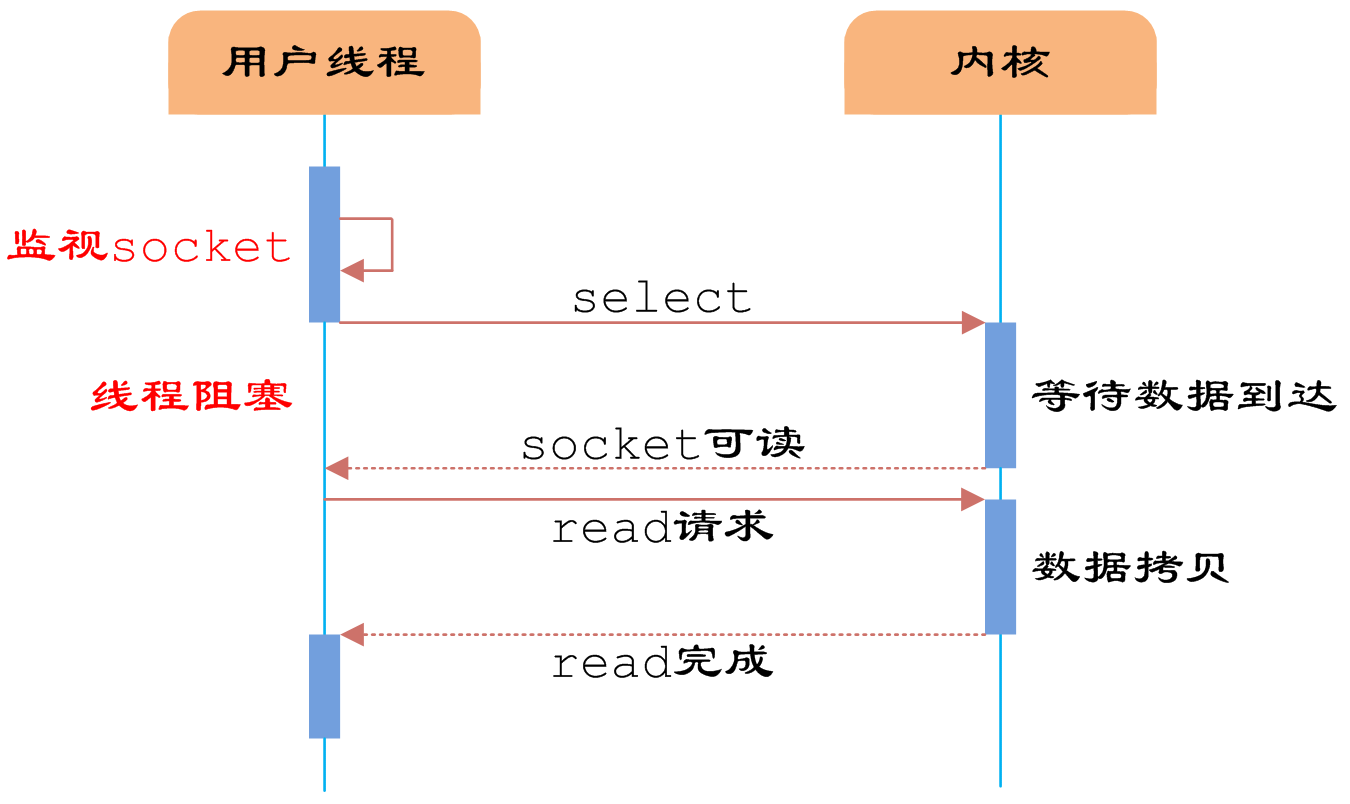 用户线程
内核
监视socket
select
线程阻塞
等待数据到达
socket可读
read请求
数据拷贝
read完成